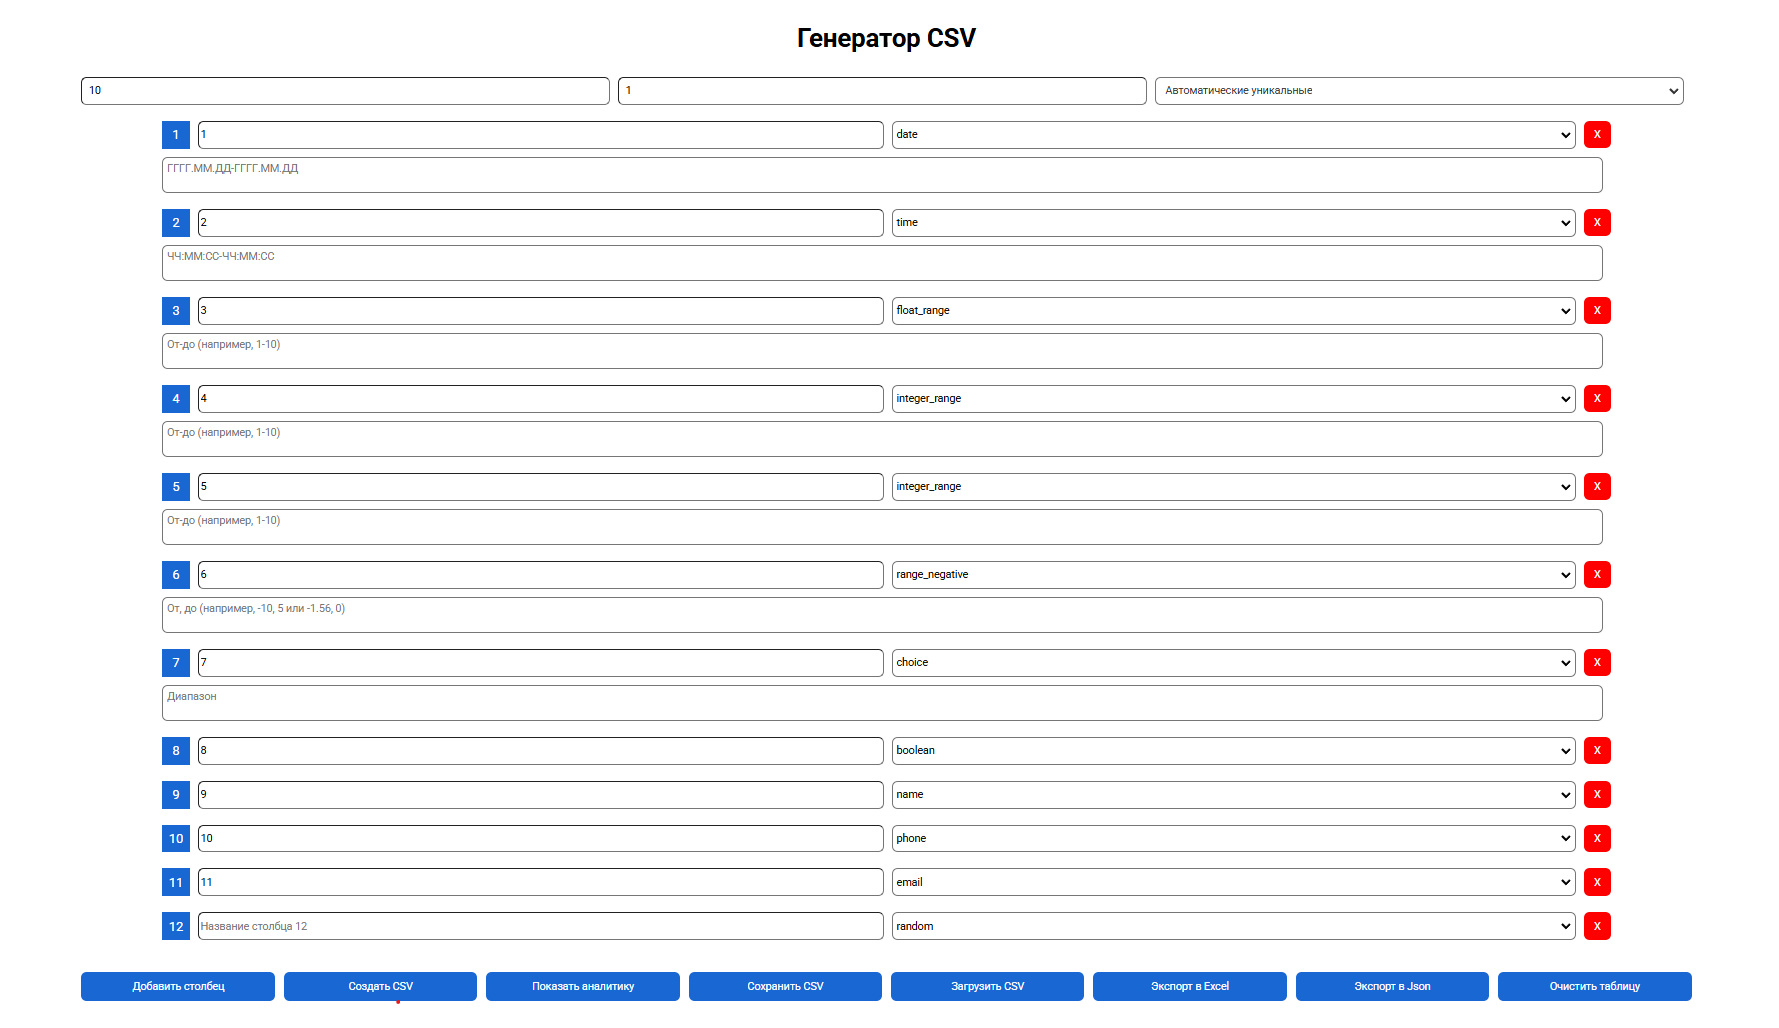 Генератор CSV
10 1 Автоматические уникальные
1 1 date X
ГГГГ.ММ.ДД-ГГГГ.ММ.ДД
2 2 time X
ЧЧ:ММ:СС-ЧЧ:ММ:СС
3 3 float_range X
От-до (например, 1-10)
4 4 integer_range X
От-до (например, 1-10)
5 5 integer_range X
От-до (например, 1-10)
6 6 range_negative X
От, до (например, -10, 5 или -1.56, 0)
7 7 choice X
Диапазон
8 8 boolean X
9 9 name X
10 10 phone X
11 11 email X
12 Название столбца 12 random X
Добавить столбец Создать CSV Показать аналитику Сохранить CSV Загрузить CSV Экспорт в Excel Экспорт в Json Очистить таблицу